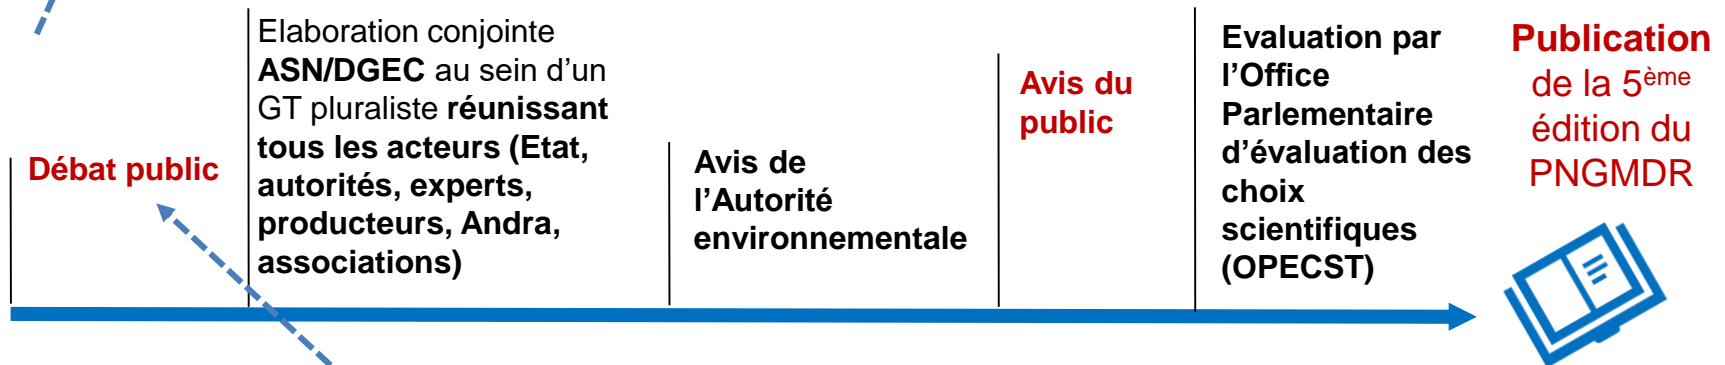 Débat public
Elaboration conjointe
ASN/DGEC au sein d’un
GT pluraliste réunissant
tous les acteurs (Etat,
autorités, experts,
producteurs, Andra,
associations)
Avis de
l’Autorité
environnementale
Avis du
public
Evaluation par
l’Office
Parlementaire
d’évaluation des
choix
scientifiques
(OPECST)
Publication
de la 5ème
édition du
PNGMDR